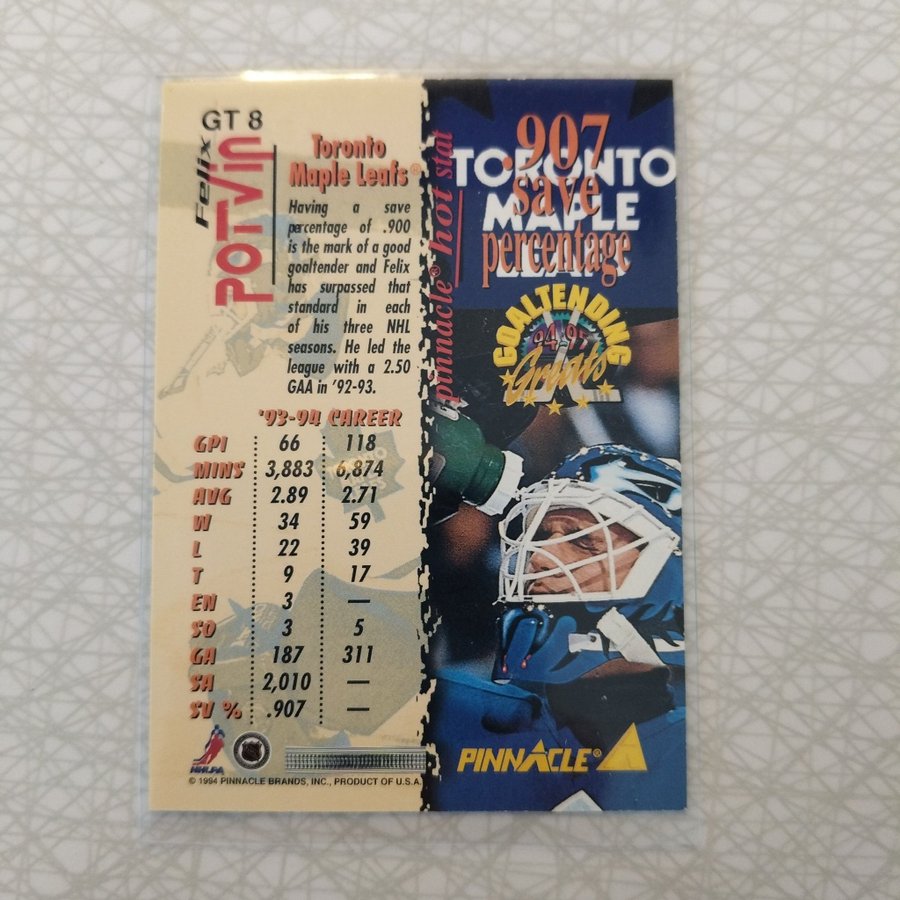 GT 8
Felix
POTVIN
Toronto
Maple Leafs®
Having a save
percentage of .900
is the mark of a good
goaltender and Felix
has surpassed that
standard in each
of his three NHL
seasons. He led the
league with a 2.50
GAA in '92-93.
'93-94 CAREER
GPI 66 118
MINS 3,883 6,874
AVG 2.89 2.71
W 34 59
L 22 39
T 9 17
EN 3 —
SO 3 5
GA 187 311
SA 2,010 —
SV % .907 —
NHLPA
© 1994 PINNACLE BRANDS, INC., PRODUCT OF U.S.A.
pinnacle® hot stat
.907
save
percentage
TORONTO
MAPLE
GOALTENDING
94-95
Greats
PINNACLE®